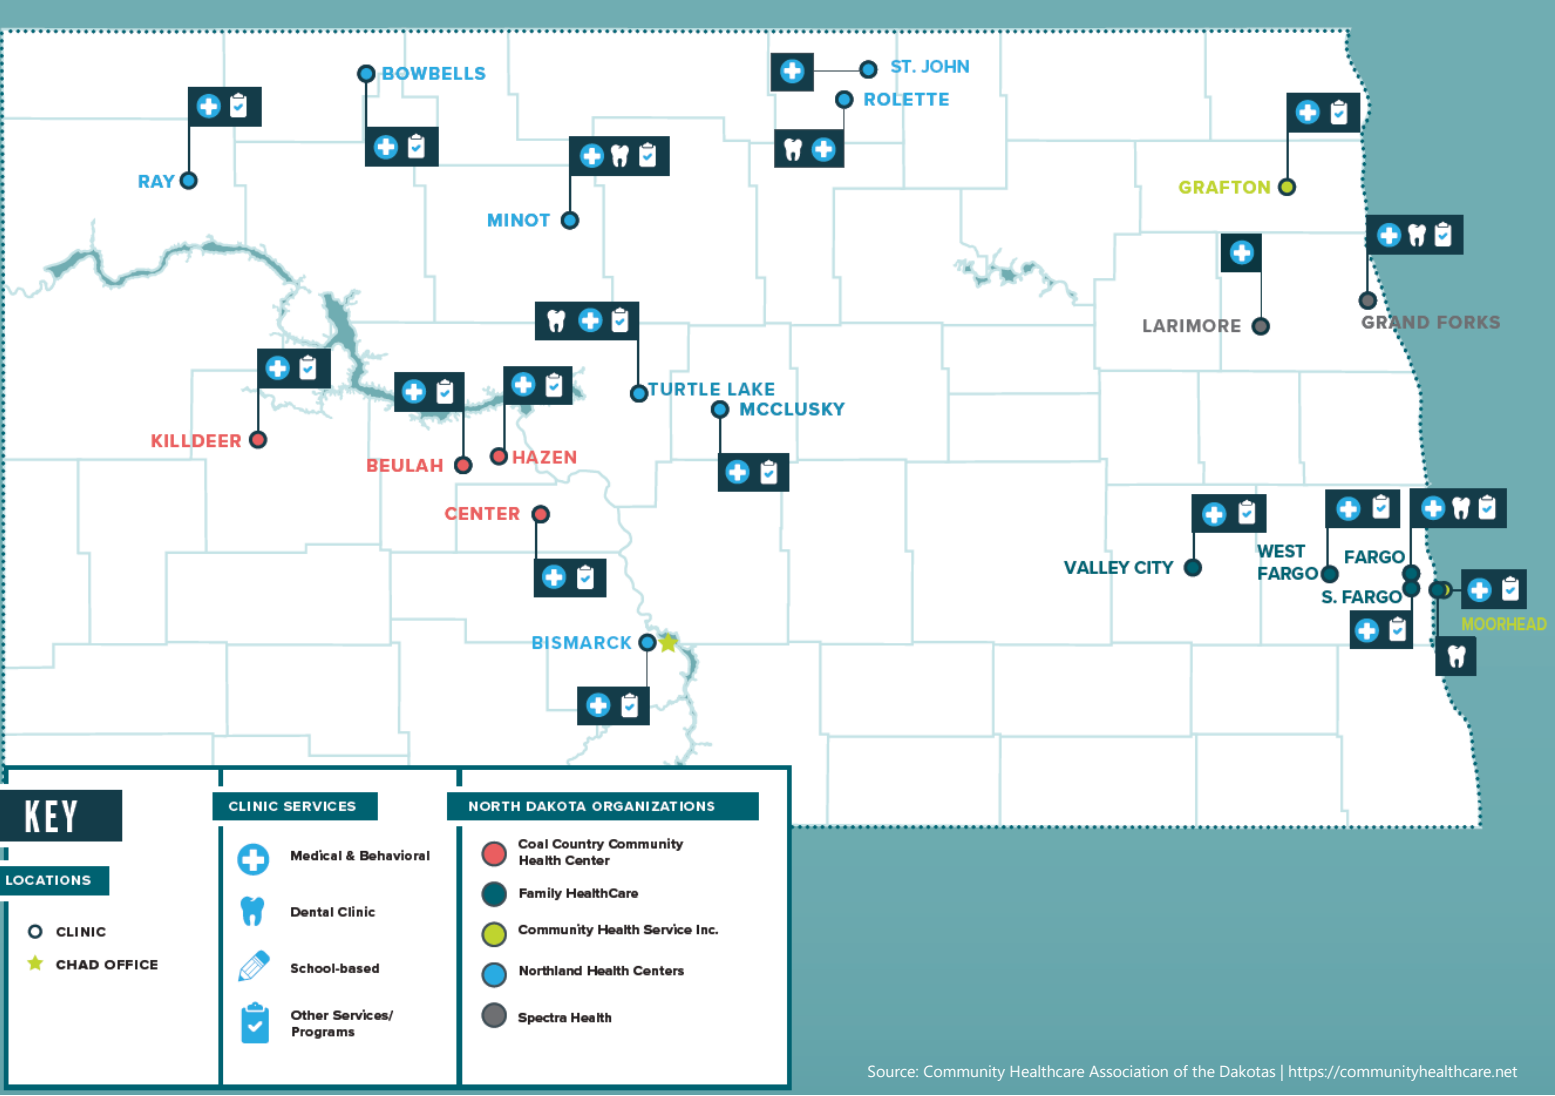 BOWBELLS
ST. JOHN
ROLETTE
RAY
MINOT
GRAFTON
LARIMORE
GRAND FORKS
TURTLE LAKE
MCCLUSKY
KILLDEER
BEULAH
HAZEN
CENTER
VALLEY CITY
WEST
FARGO
FARGO
S. FARGO
MOORHEAD
BISMARCK
KEY
LOCATIONS
CLINIC
CHAD OFFICE
CLINIC SERVICES
Medical & Behavioral
Dental Clinic
School-based
Other Services/
Programs
NORTH DAKOTA ORGANIZATIONS
Coal Country Community
Health Center
Family HealthCare
Community Health Service Inc.
Northland Health Centers
Spectra Health
Source: Community Healthcare Association of the Dakotas | https://communityhealthcare.net